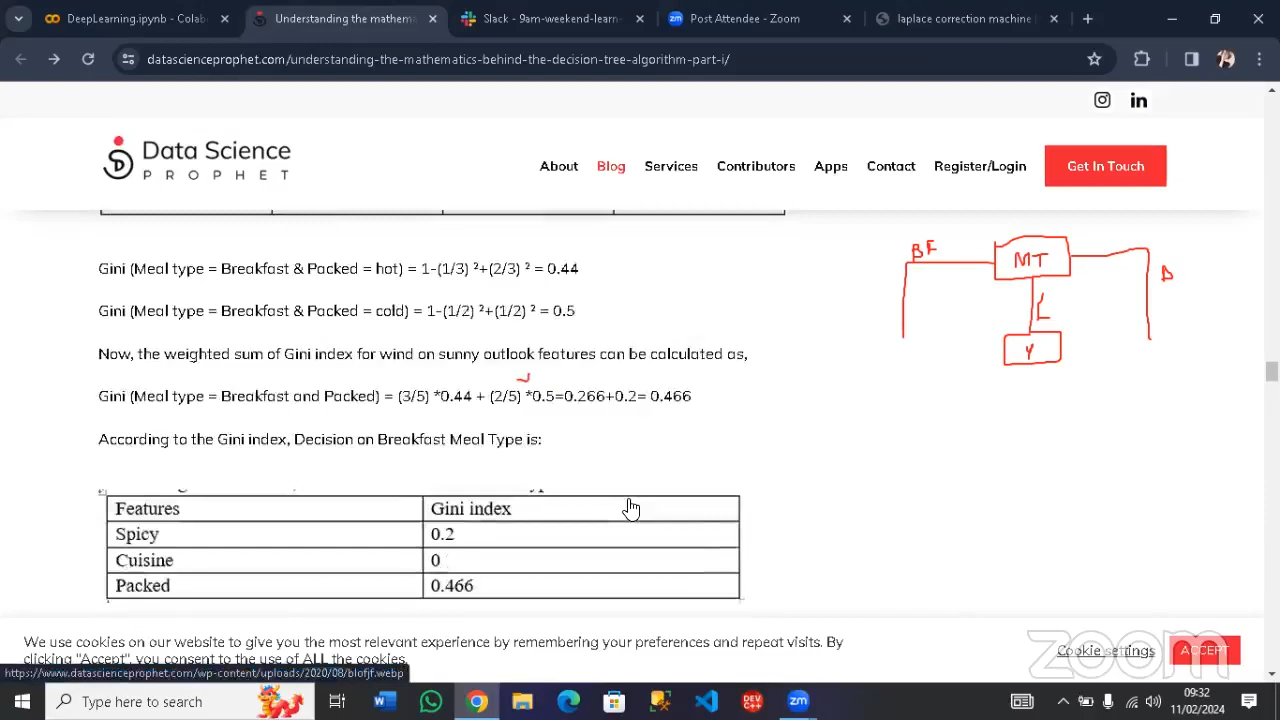 DeepLearning.ipynb - Colab
Understanding the mathema
Slack - 9am-weekend-learn
Post Attendee - Zoom
laplace correction machine l
datascienceprophet.com/understanding-the-mathematics-behind-the-decision-tree-algorithm-part-i/
Data Science
PROPHET
About
Blog
Services
Contributors
Apps
Contact
Register/Login
Get In Touch
Gini (Meal type = Breakfast & Packed = hot) = 1-(1/3) ²+(2/3) ² = 0.44
Gini (Meal type = Breakfast & Packed = cold) = 1-(1/2) ²+(1/2) ² = 0.5
Now, the weighted sum of Gini index for wind on sunny outlook features can be calculated as,
Gini (Meal type = Breakfast and Packed) = (3/5) *0.44 + (2/5) *0.5=0.266+0.2= 0.466
According to the Gini index, Decision on Breakfast Meal Type is:
BF
MT
D
L
Y
Features Gini index
Spicy 0.2
Cuisine 0
Packed 0.466
We use cookies on our website to give you the most relevant experience by remembering your preferences and repeat visits. By
clicking "Accept", you consent to the use of ALL the cookies.
Cookie settings
ACCEPT
zoom
https://www.datascienceprophet.com/wp-content/uploads/2020/08/blofjf.webp
Type here to search
09:32
11/02/2024